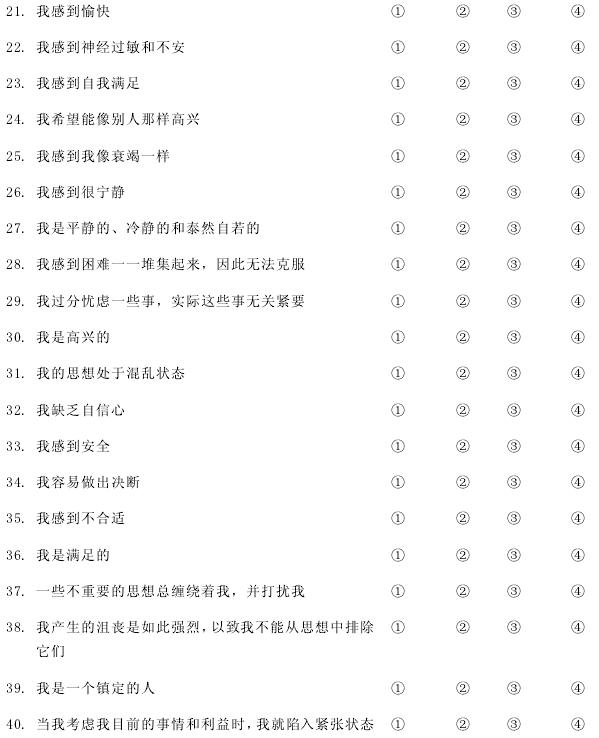 21. 我感到愉快 ① ② ③ ④
22. 我感到神经过敏和不安 ① ② ③ ④
23. 我感到自我满足 ① ② ③ ④
24. 我希望能像别人那样高兴 ① ② ③ ④
25. 我感到我像衰竭一样 ① ② ③ ④
26. 我感到很宁静 ① ② ③ ④
27. 我是平静的、冷静的和泰然自若的 ① ② ③ ④
28. 我感到困难一一堆集起来，因此无法克服 ① ② ③ ④
29. 我过分忧虑一些事，实际这些事无关紧要 ① ② ③ ④
30. 我是高兴的 ① ② ③ ④
31. 我的思想处于混乱状态 ① ② ③ ④
32. 我缺乏自信心 ① ② ③ ④
33. 我感到安全 ① ② ③ ④
34. 我容易做出决断 ① ② ③ ④
35. 我感到不合适 ① ② ③ ④
36. 我是满足的 ① ② ③ ④
37. 一些不重要的思想总缠绕着我，并打扰我 ① ② ③ ④
38. 我产生的沮丧是如此强烈，以致我不能从思想中排除 ① ② ③ ④
它们
39. 我是一个镇定的人 ① ② ③ ④
40. 当我考虑我目前的事情和利益时，我就陷入紧张状态 ① ② ③ ④